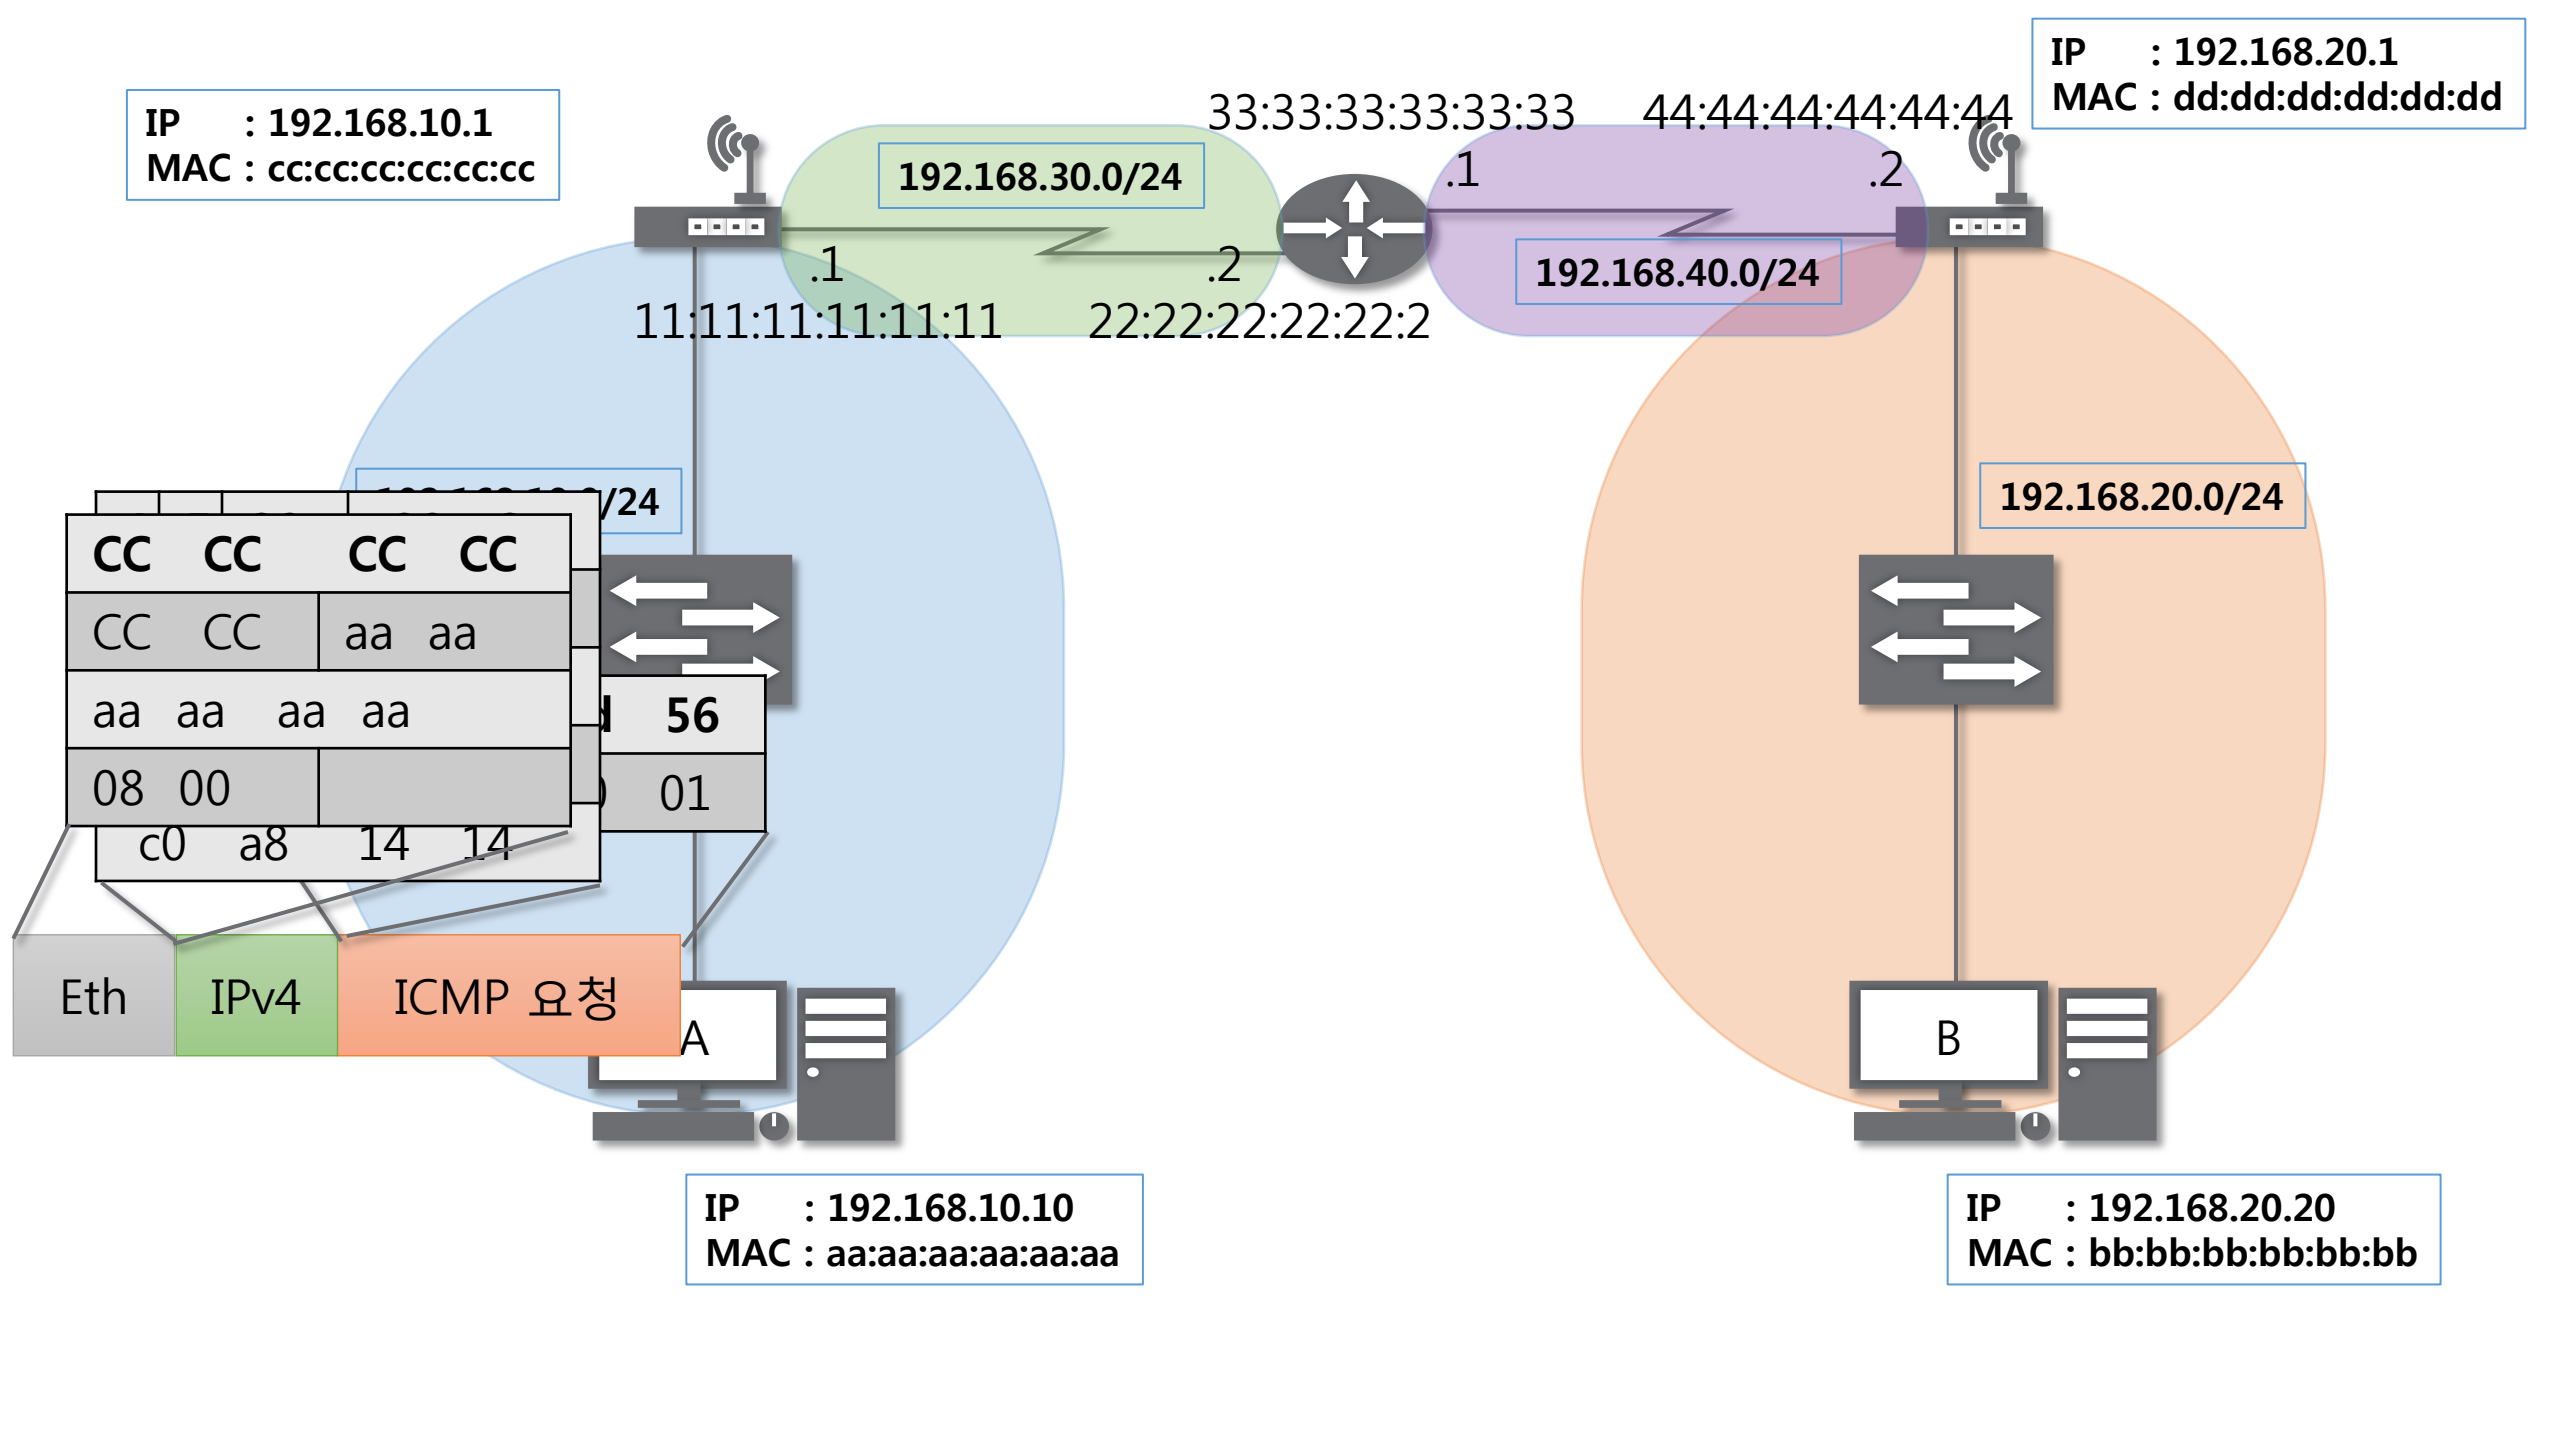 IP : 192.168.20.1
MAC : dd:dd:dd:dd:dd:dd
IP : 192.168.10.1
MAC : cc:cc:cc:cc:cc:cc
33:33:33:33:33:33
44:44:44:44:44:44
192.168.30.0/24
.1
.2
.1
.2
192.168.40.0/24
11:11:11:11:11:11
22:22:22:22:22:2
/24
192.168.20.0/24
CC CC CC CC
CC CC aa aa
aa aa aa aa
08 00
56
01
c0 a8 14 14
Eth
IPv4
ICMP 요청
A
B
IP : 192.168.10.10
MAC : aa:aa:aa:aa:aa:aa
IP : 192.168.20.20
MAC : bb:bb:bb:bb:bb:bb